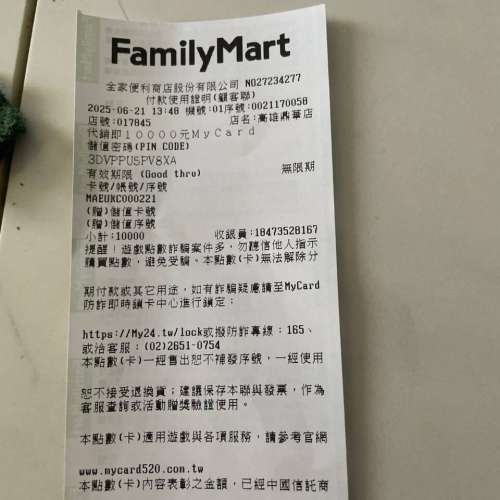 FamilyMart
全家便利商店股份有限公司 NO27234277
付款使用證明(顧客聯)
2025-06-21 13:48 機號:01序號:0021170058
店號:017845 店名:高雄鼎華店
代銷即10000元MyCard
儲值密碼(PIN CODE)
3DVPPUSPV8XA
有效期限 (Good thru) 無限期
卡號/帳號/序號
MAEUKC000221
(贈)儲值卡號
(贈)儲值序號
小計:10000 收銀員:18473528167
提醒!遊戲點數詐騙案件多,勿聽信他人指示
購買點數,避免受騙。本點數(卡)無法解除分
期付款或其它用途,如有詐騙疑慮請至MyCard
防詐即時鎖卡中心進行鎖定:
https://My24.tw/lock或撥防詐專線:165、
或洽客服:(02)2651-0754
本點數(卡)一經售出恕不補發序號,一經使用
恕不接受退換貨;建議保存本聯與發票,作為
客服查詢或活動贈獎驗證使用。
本點數(卡)適用遊戲與各項服務,請參考官網
www.mycard520.com.tw
本點數(卡)內容表彰之金額,已經中國信託商